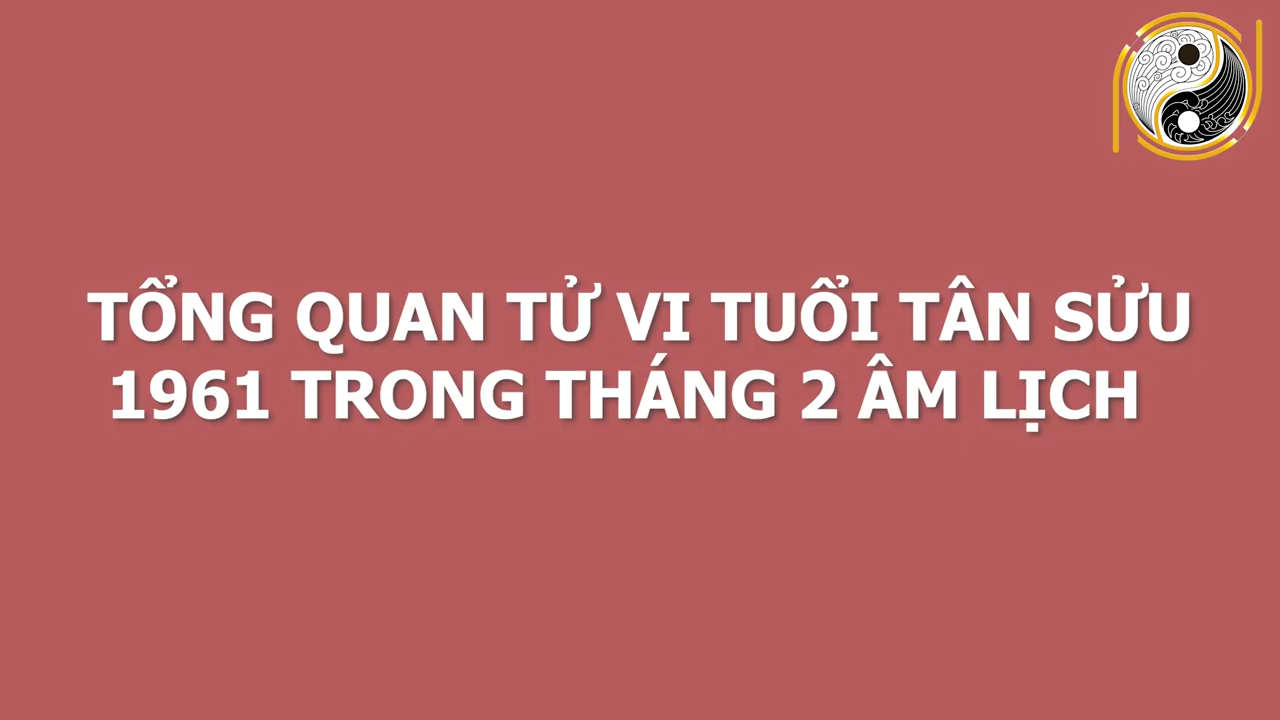 TỔNG QUAN TỬ VI TUỔI TÂN SỬU
1961 TRONG THÁNG 2 ÂM LỊCH